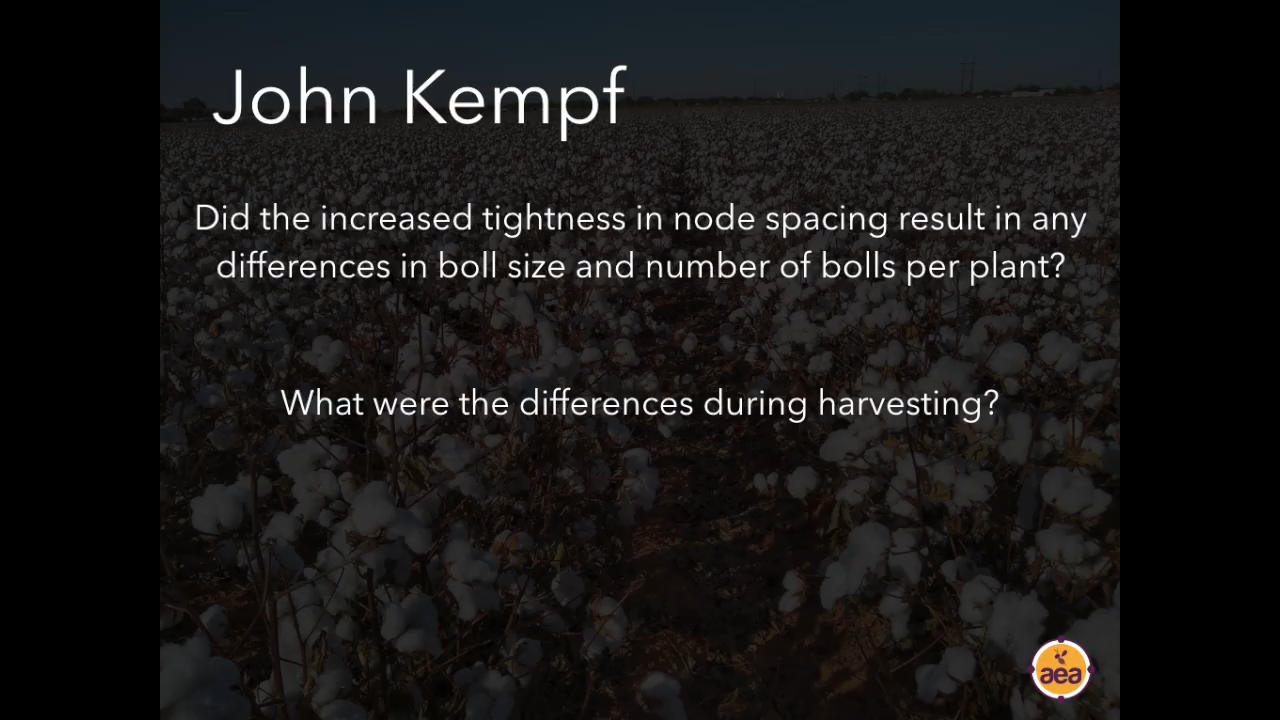 John Kempf
Did the increased tightness in node spacing result in any
differences in boll size and number of bolls per plant?
What were the differences during harvesting?
aea